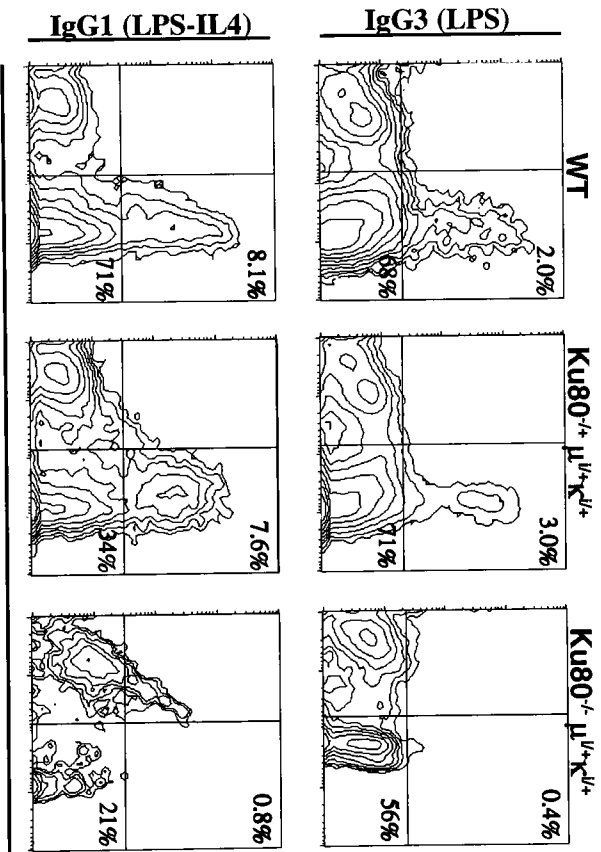 IgG1 (LPS-IL4)
IgG3 (LPS)
WT
2.0%
68%
8.1%
71%
Ku80⁻/⁺ μⁱ/⁺κⁱ/⁺
3.0%
71%
7.6%
34%
Ku80⁻/⁻ μⁱ/⁺κⁱ/⁺
0.4%
56%
0.8%
21%